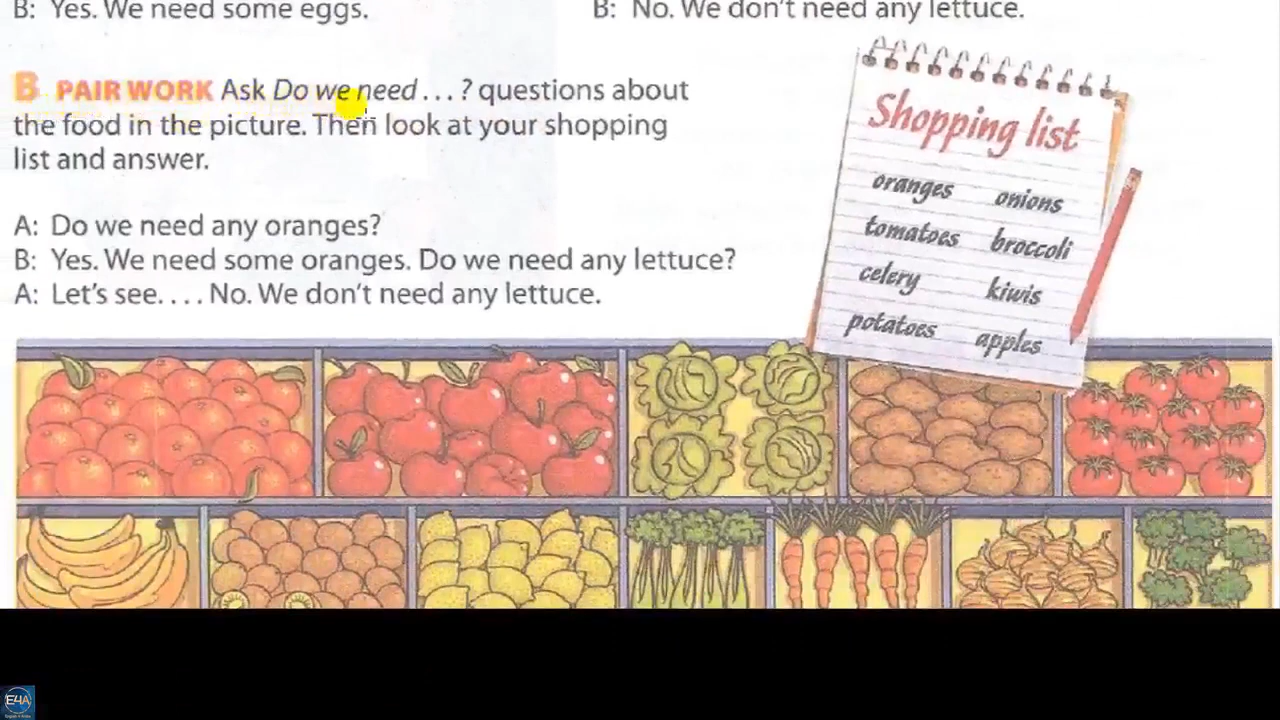 B: Yes. We need some eggs.
B: No. We don't need any lettuce.
B PAIR WORK Ask Do we need . . . ? questions about
the food in the picture. Then look at your shopping
list and answer.
A: Do we need any oranges?
B: Yes. We need some oranges. Do we need any lettuce?
A: Let's see. . . . No. We don't need any lettuce.
Shopping list
oranges onions
tomatoes broccoli
celery kiwis
potatoes apples
E4A